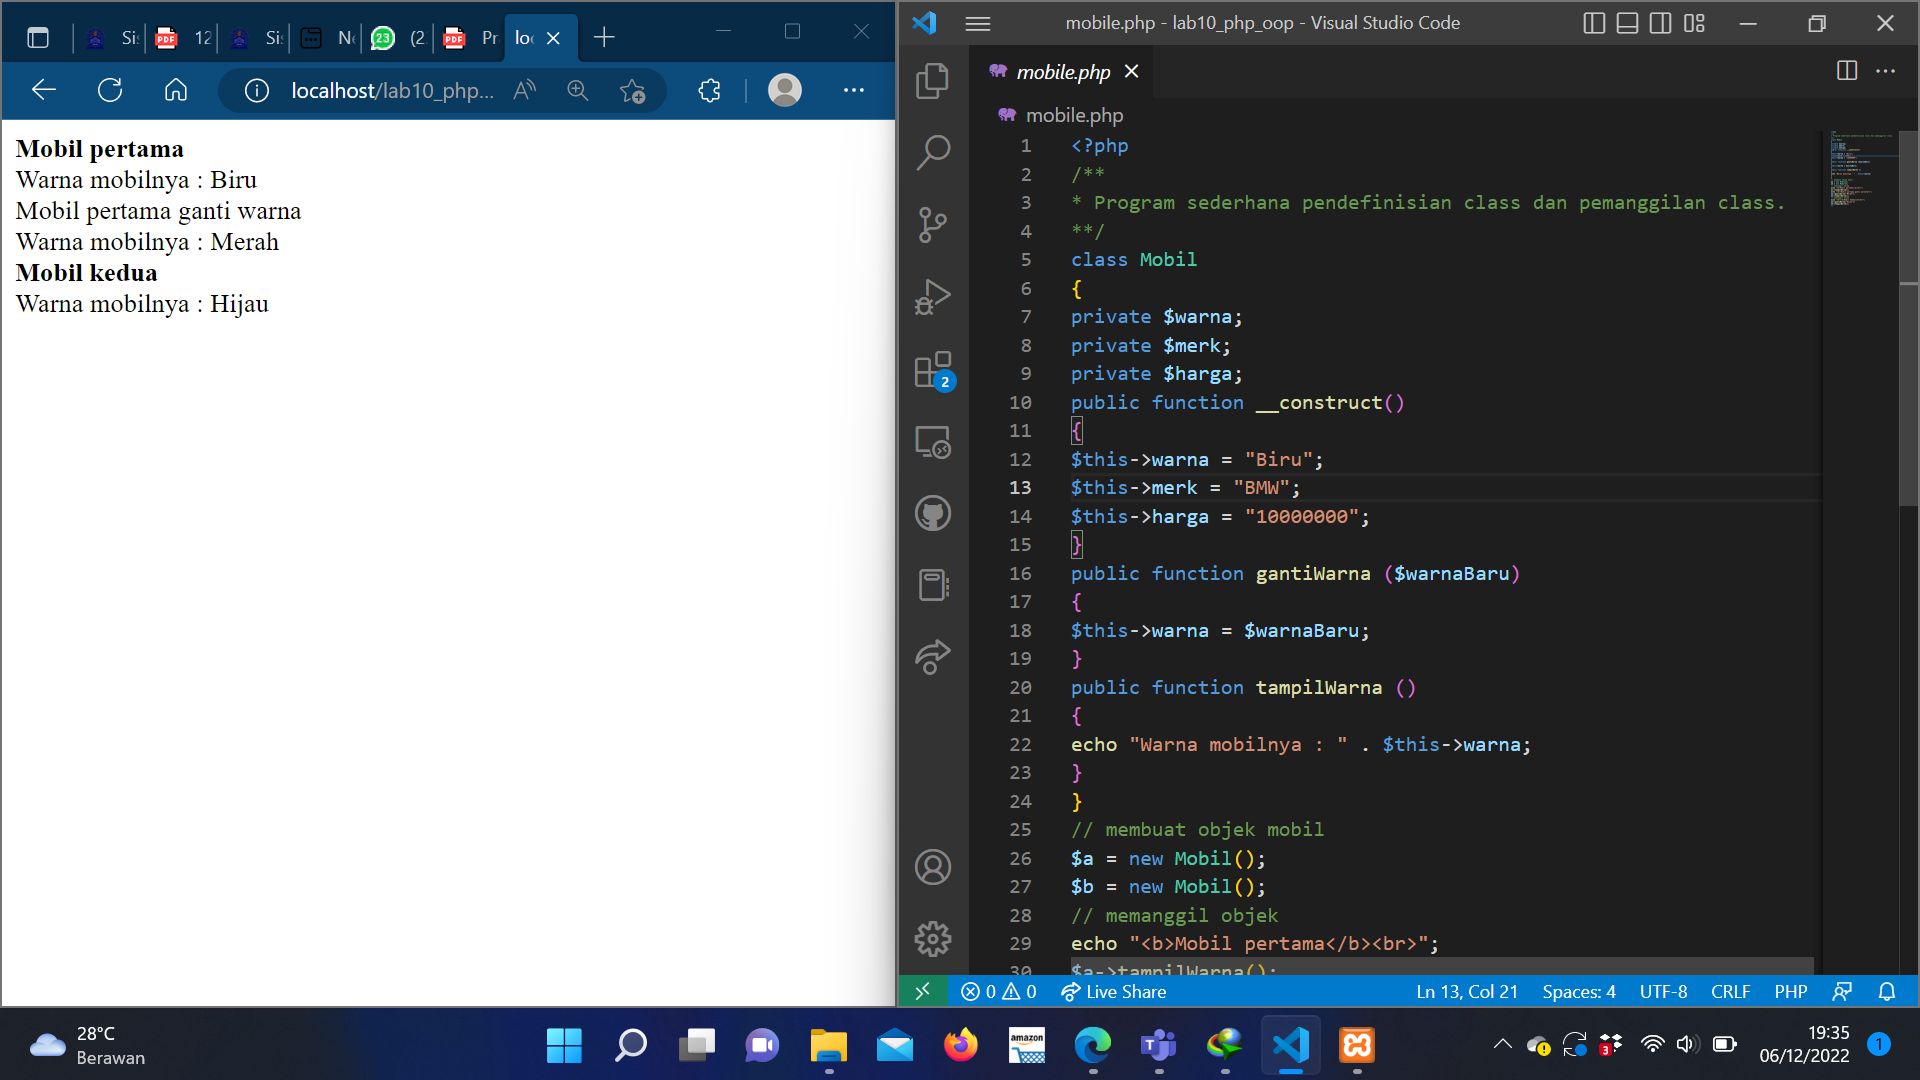 Si
12
Si
Ne
23
(2
Pr
loc
localhost/lab10_php...
Mobil pertama
Warna mobilnya : Biru
Mobil pertama ganti warna
Warna mobilnya : Merah
Mobil kedua
Warna mobilnya : Hijau
mobile.php - lab10_php_oop - Visual Studio Code
mobile.php
mobile.php
2
1 <?php
2 /**
3 * Program sederhana pendefinisian class dan pemanggilan class.
4 **/
5 class Mobil
6 {
7 private $warna;
8 private $merk;
9 private $harga;
10 public function __construct()
11 {
12 $this->warna = "Biru";
13 $this->merk = "BMW";
14 $this->harga = "10000000";
15 }
16 public function gantiWarna ($warnaBaru)
17 {
18 $this->warna = $warnaBaru;
19 }
20 public function tampilWarna ()
21 {
22 echo "Warna mobilnya : " . $this->warna;
23 }
24 }
25 // membuat objek mobil
26 $a = new Mobil();
27 $b = new Mobil();
28 // memanggil objek
29 echo "<b>Mobil pertama</b><br>";
30 $a->tampilWarna();
0 0 Live Share Ln 13, Col 21 Spaces: 4 UTF-8 CRLF PHP
28°C
Berawan
amazon
3
19:35
06/12/2022
1